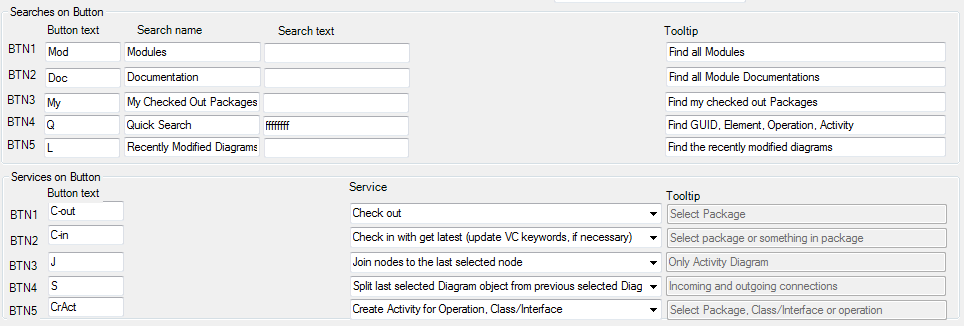 Searches on Button
Button text Search name Search text Tooltip
BTN1 Mod Modules Find all Modules
BTN2 Doc Documentation Find all Module Documentations
BTN3 My My Checked Out Packages Find my checked out Packages
BTN4 Q Quick Search ffffffff Find GUID, Element, Operation, Activity
BTN5 L Recently Modified Diagrams Find the recently modified diagrams
Services on Button
Button text Service Tooltip
BTN1 C-out Check out Select Package
BTN2 C-in Check in with get latest (update VC keywords, if necessary) Select package or something in package
BTN3 J Join nodes to the last selected node Only Activity Diagram
BTN4 S Split last selected Diagram object from previous selected Diag Incoming and outgoing connections
BTN5 CrAct Create Activity for Operation, Class/Interface Select Package, Class/Interface or operation